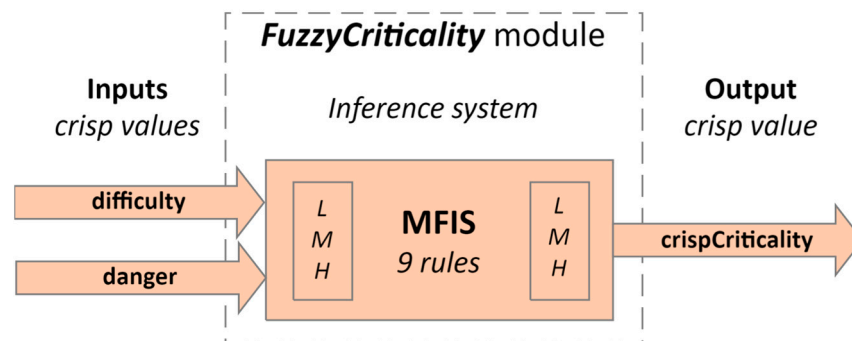 FuzzyCriticality module
Inputs
crisp values
Inference system
Output
crisp value
difficulty
danger
L
M
H
MFIS
9 rules
L
M
H
crispCriticality